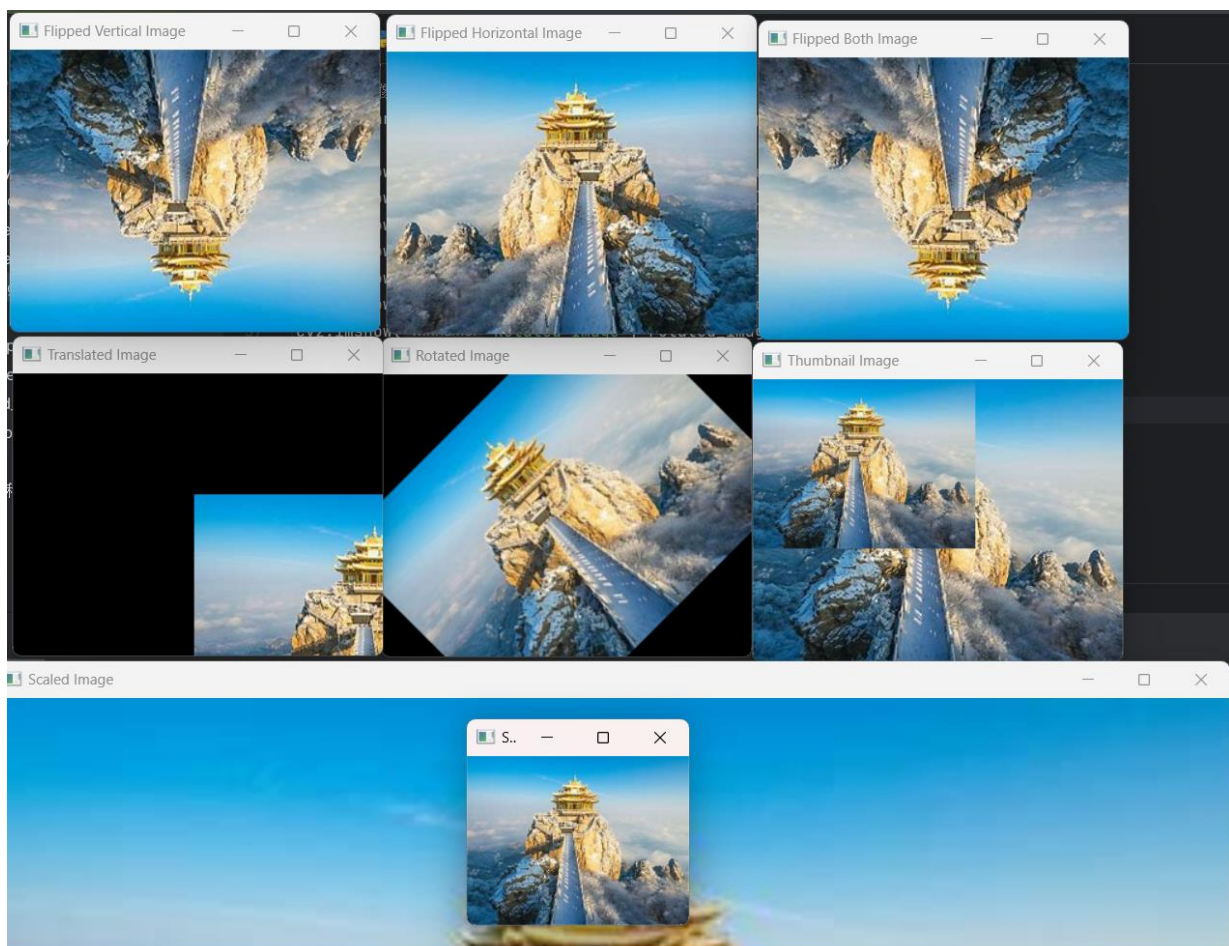 Flipped Vertical Image
Flipped Horizontal Image
Flipped Both Image
Translated Image
Rotated Image
Thumbnail Image
Scaled Image
S..